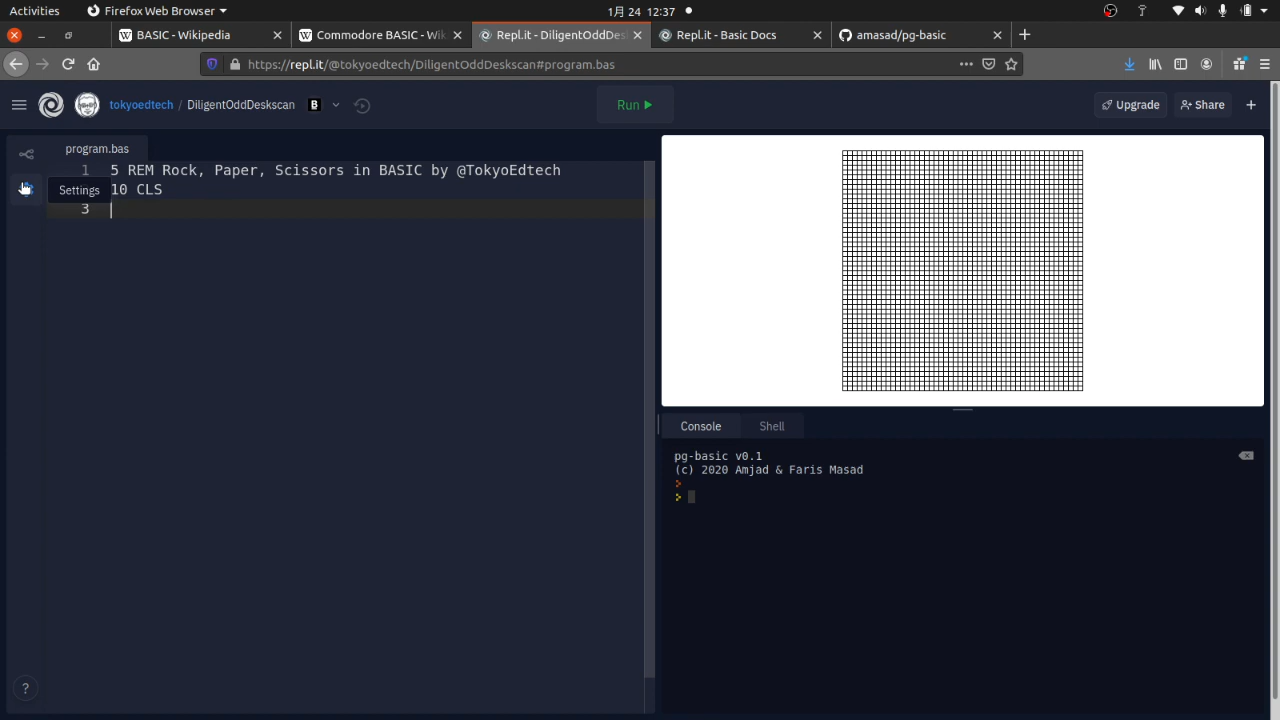 Activities
Firefox Web Browser
1月 24 12:37
BASIC - Wikipedia
Commodore BASIC - Wik
Repl.it - DiligentOddDes
Repl.it - Basic Docs
amasad/pg-basic
https://repl.it/@tokyoedtech/DiligentOddDeskscan#program.bas
tokyoedtech / DiligentOddDeskscan B
Run
Upgrade
Share
program.bas
1 5 REM Rock, Paper, Scissors in BASIC by @TokyoEdtech
Settings
10 CLS
3
Console
Shell
pg-basic v0.1
(c) 2020 Amjad & Faris Masad
>
>
?